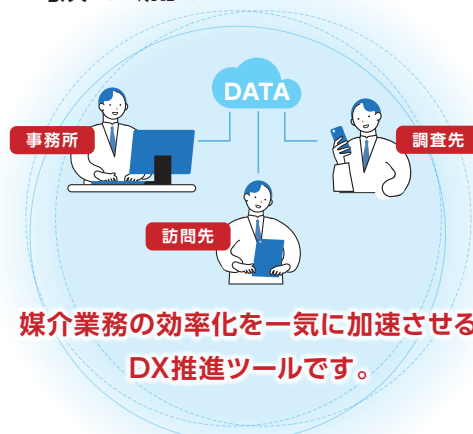 DATA
事務所
調査先
訪問先
媒介業務の効率化を一気に加速させる
DX推進ツールです。